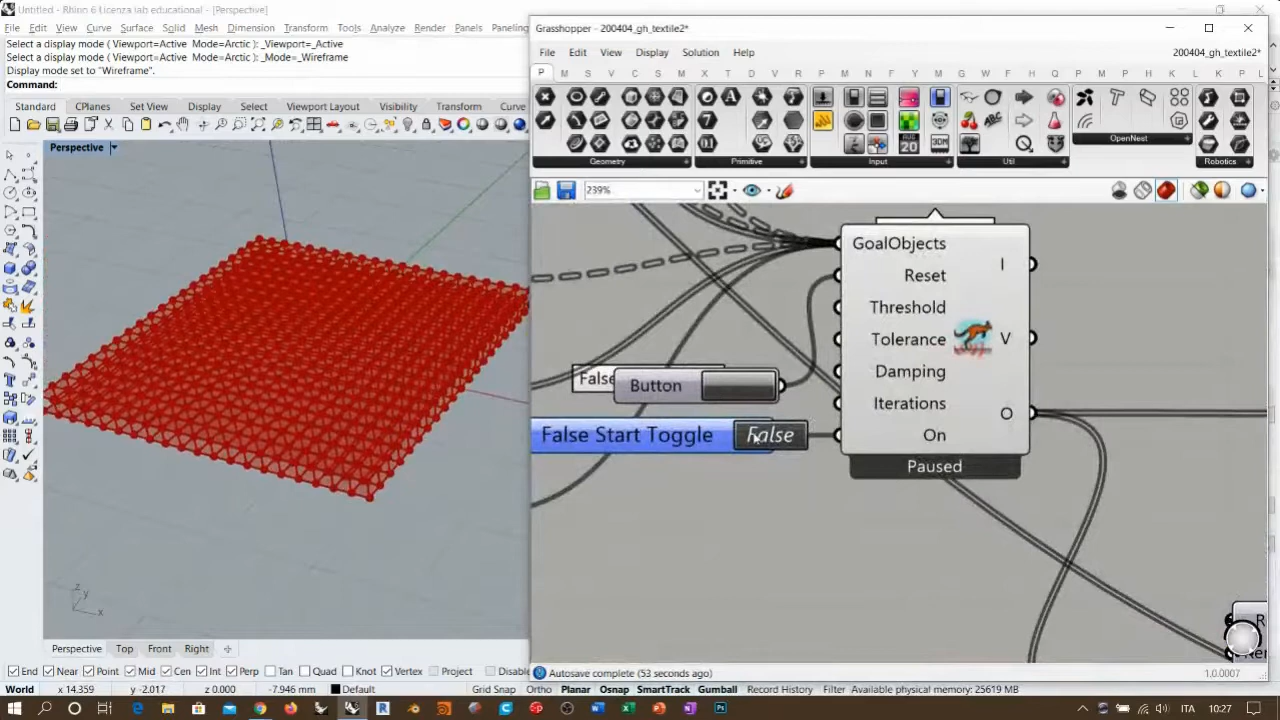 Untitled - Rhino 6 Licenza lab educational - [Perspective]
File Edit View Curve Surface Solid Mesh Dimension Transform Tools Analyze Render Panels Paneling
Select a display mode ( Viewport=Active Mode=Arctic ): _Viewport=_Active
Select a display mode ( Viewport=Active Mode=Arctic ): _Mode=_Wireframe
Display mode set to "Wireframe".
Command:
Standard CPlanes Set View Display Select Viewport Layout Visibility Transform Curve
Perspective
Grasshopper - 200404_gh_textile2*
File Edit View Display Solution Help
200404_gh_textile2*
P M S V C S M X T D V R B M N F H C A W M G W J E F H C R A K P M P C L K S L
Geometry Primitive Input Util OpenNest Robotics
239%
GoalObjects
Reset
Threshold
Tolerance
Damping
Iterations
On
I
V
O
Paused
False
Button
False Start Toggle False
z
y
x
Perspective Top Front Right
End Near Point Mid Cen Int Perp Tan Quad Knot Vertex Project Disable
Autosave complete (53 seconds ago)
1.0.0007
World x 14.359 y -2.017 z 0.000 -7.946 mm Default Grid Snap Ortho Planar Osnap SmartTrack Gumball Record History Filter Available physical memory: 25619 MB
ITA 10:27